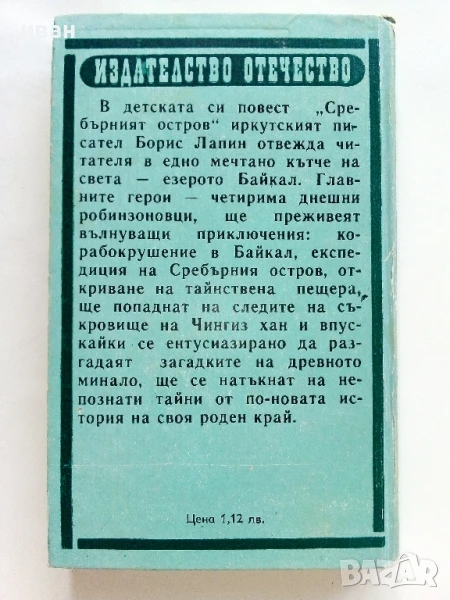 иван
ИЗДАТЕЛСТВО ОТЕЧЕСТВО
В детската си повест „Сре-
бърният остров" иркутският пи-
сател Борис Лапин отвежда чи-
тателя в едно мечтано кътче на
света — езерото Байкал. Глав-
ните герои — четирима днешни
робинзоновци, ще преживеят
вълнуващи приключения: ко-
рабокрушение в Байкал, експе-
диция на Сребърния остров, от-
криване на тайнствена пещера,
ще попаднат на следите на съ-
кровище на Чингиз хан и впус-
кайки се ентусиазирано да раз-
гадаят загадките на древното
минало, ще се натъкнат на не-
познати тайни от по-новата ис-
тория на своя роден край.
Цена 1,12 лв.
BAZAR